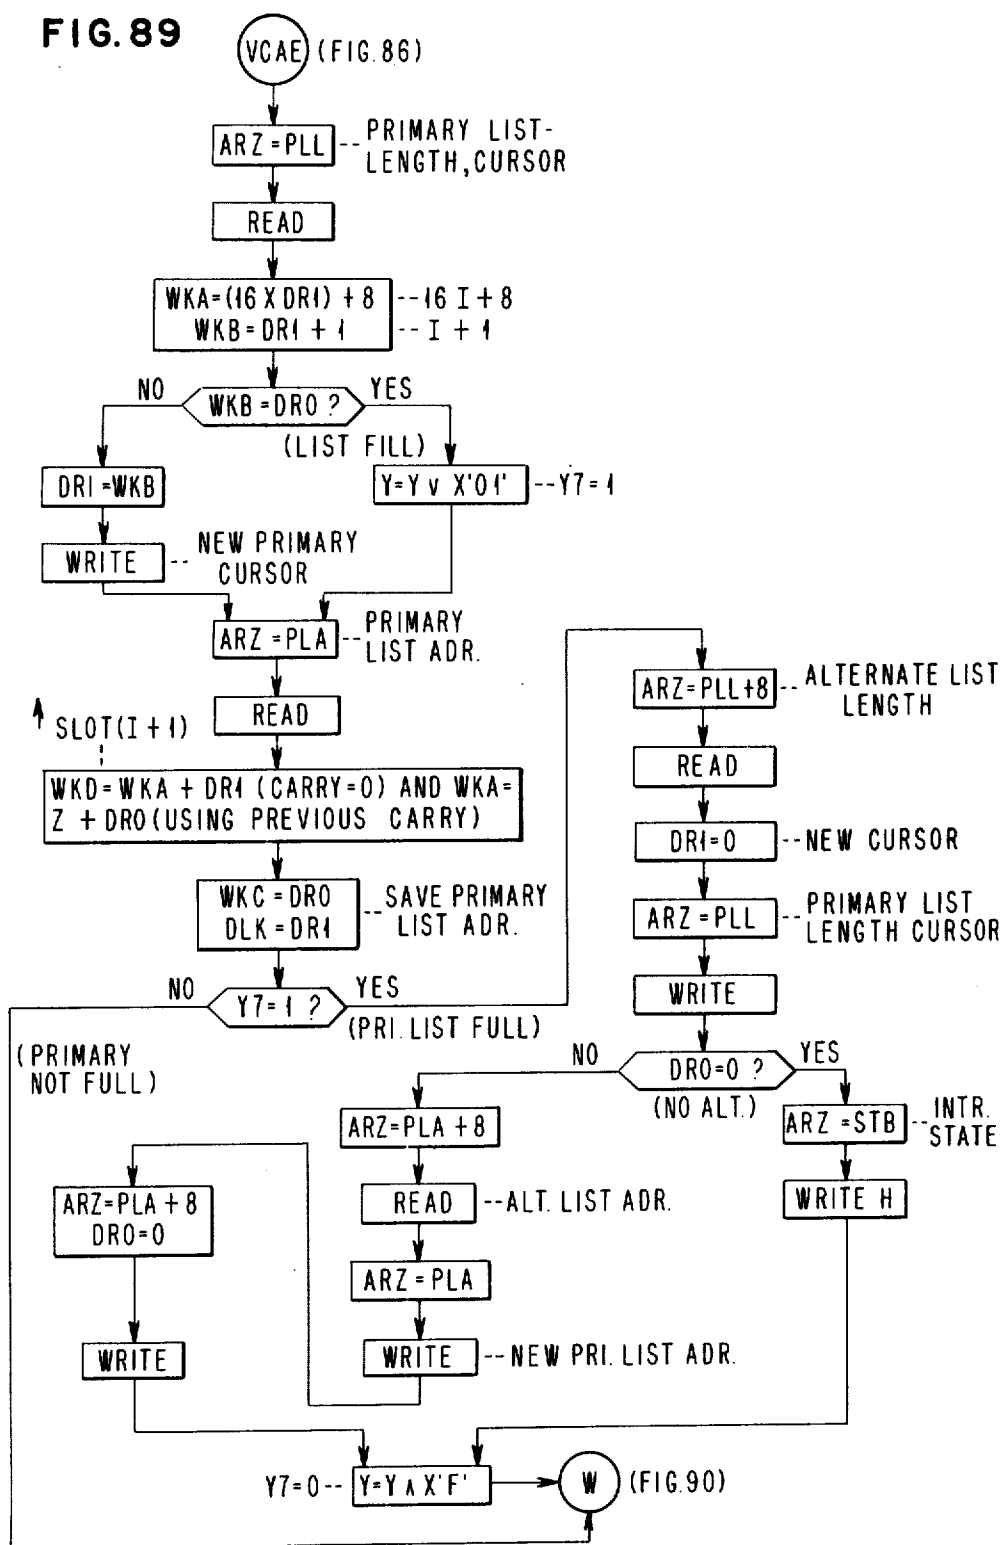 FIG.89
VCAE (FIG.86)
ARZ=PLL --PRIMARY LIST-
LENGTH,CURSOR
READ
WKA=(16 X DR1) + 8 --16 I+8
WKB=DR1 + 1 --I + 1
NO WKB=DR0 ? YES
(LIST FILL)
DRI=WKB
Y=Y v X'01' --Y7=1
WRITE --NEW PRIMARY
CURSOR
ARZ=PLA --PRIMARY
LIST ADR.
READ
SLOT(I+1)
WKD=WKA + DR1 (CARRY=0) AND WKA=
Z + DR0(USING PREVIOUS CARRY)
WKC=DR0
DLK=DR1
--SAVE PRIMARY
LIST ADR.
NO Y7=1 ? YES
(PRI. LIST FULL)
(PRIMARY
NOT FULL)
ARZ=PLL+8 --ALTERNATE LIST
LENGTH
READ
DR1=0 --NEW CURSOR
ARZ=PLL --PRIMARY LIST
LENGTH CURSOR
WRITE
NO DR0=0 ? YES
(NO ALT.)
ARZ=STB --INTR.
STATE
WRITE H
ARZ=PLA+8
READ --ALT. LIST ADR.
ARZ=PLA
WRITE --NEW PRI. LIST ADR.
ARZ=PLA+8
DR0=0
WRITE
Y7=0-- Y=Y ∧ X'F' W (FIG.90)